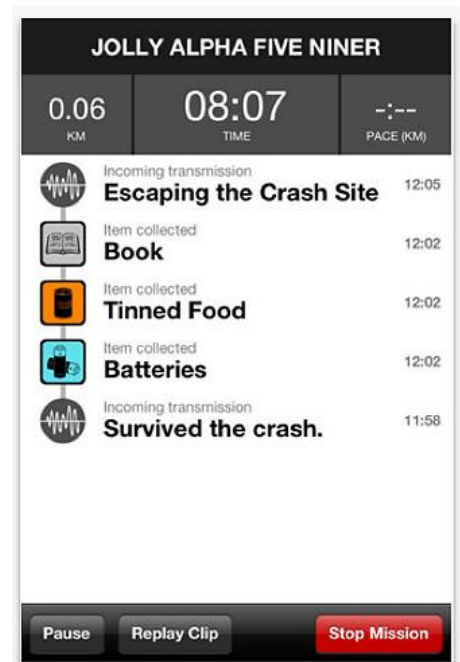 JOLLY ALPHA FIVE NINER
0.06 08:07 -:--
KM TIME PACE (KM)
Incoming transmission
Escaping the Crash Site 12:05
Item collected
Book 12:02
Item collected
Tinned Food 12:02
Item collected
Batteries 12:02
Incoming transmission
Survived the crash. 11:58
Pause Replay Clip Stop Mission